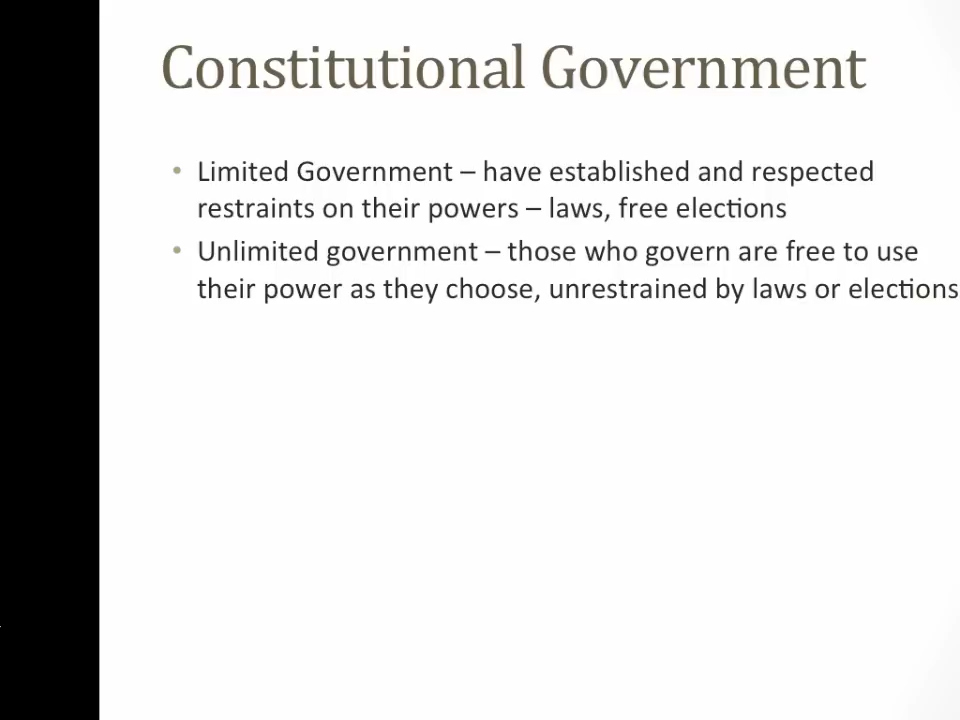 Constitutional Government
• Limited Government – have established and respected
restraints on their powers – laws, free elections
• Unlimited government – those who govern are free to use
their power as they choose, unrestrained by laws or elections